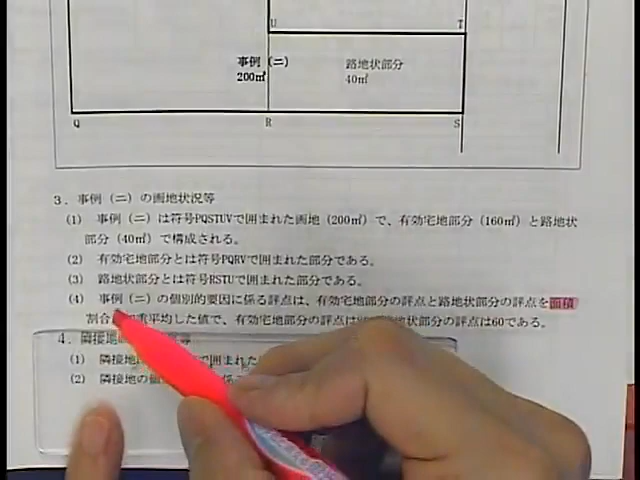 U T
事例(ニ) 路地状部分
200㎡ 40㎡
Q R S
3.事例(ニ)の画地状況等
(1) 事例(ニ)は符号PQSTUVで囲まれた画地(200㎡)で、有効宅地部分(160㎡)と路地状
部分(40㎡)で構成される。
(2) 有効宅地部分とは符号PQRVで囲まれた部分である。
(3) 路地状部分とは符号RSTUで囲まれた部分である。
(4) 事例(ニ)の個別的要因に係る評点は、有効宅地部分の評点と路地状部分の評点を面積
割合 重平均した値で、有効宅地部分の評点は 路地状部分の評点は60である。
4.隣接地 等
(1) 隣接地 で囲まれた
(2) 隣接地の